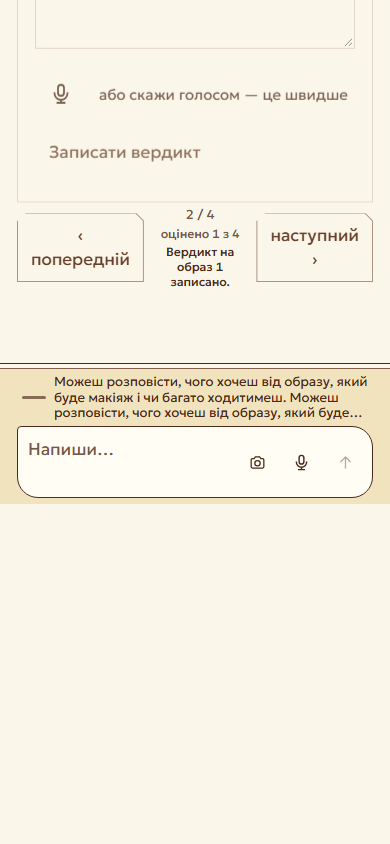 або скажи голосом — це швидше
Записати вердикт
‹
попередній
2 / 4
оцінено 1 з 4
Вердикт на
образ 1
записано.
наступний
›
Можеш розповісти, чого хочеш від образу, який
буде макіяж і чи багато ходитимеш. Можеш
розповісти, чого хочеш від образу, який буде…
Напиши…